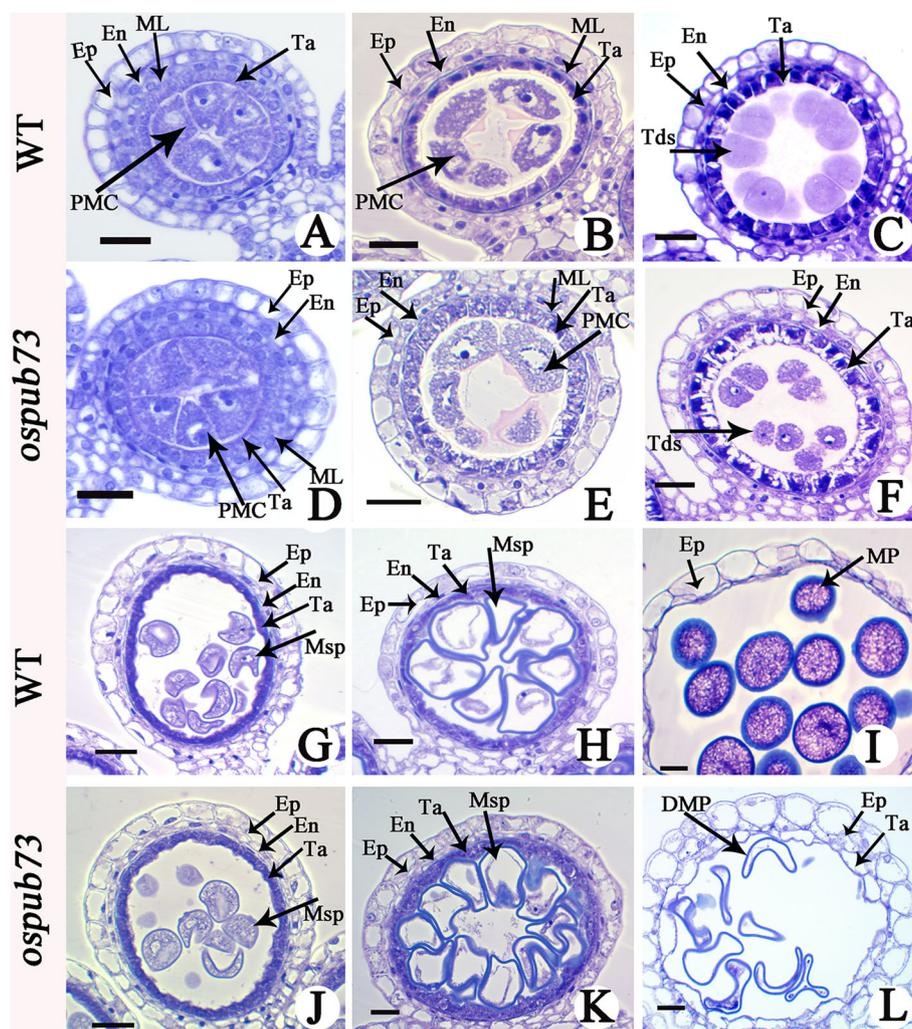 WT
Ep
En
ML
Ta
PMC
A
Ep
En
ML
Ta
PMC
B
Ep
En
Ta
Tds
C
ospub73
Ep
En
PMC
Ta
ML
D
Ep
En
ML
Ta
PMC
E
Ep
En
Ta
Tds
F
WT
Ep
En
Ta
Msp
G
Ep
En
Ta
Msp
H
Ep
MP
I
ospub73
Ep
En
Ta
Msp
J
Ep
En
Ta
Msp
K
DMP
Ep
Ta
L